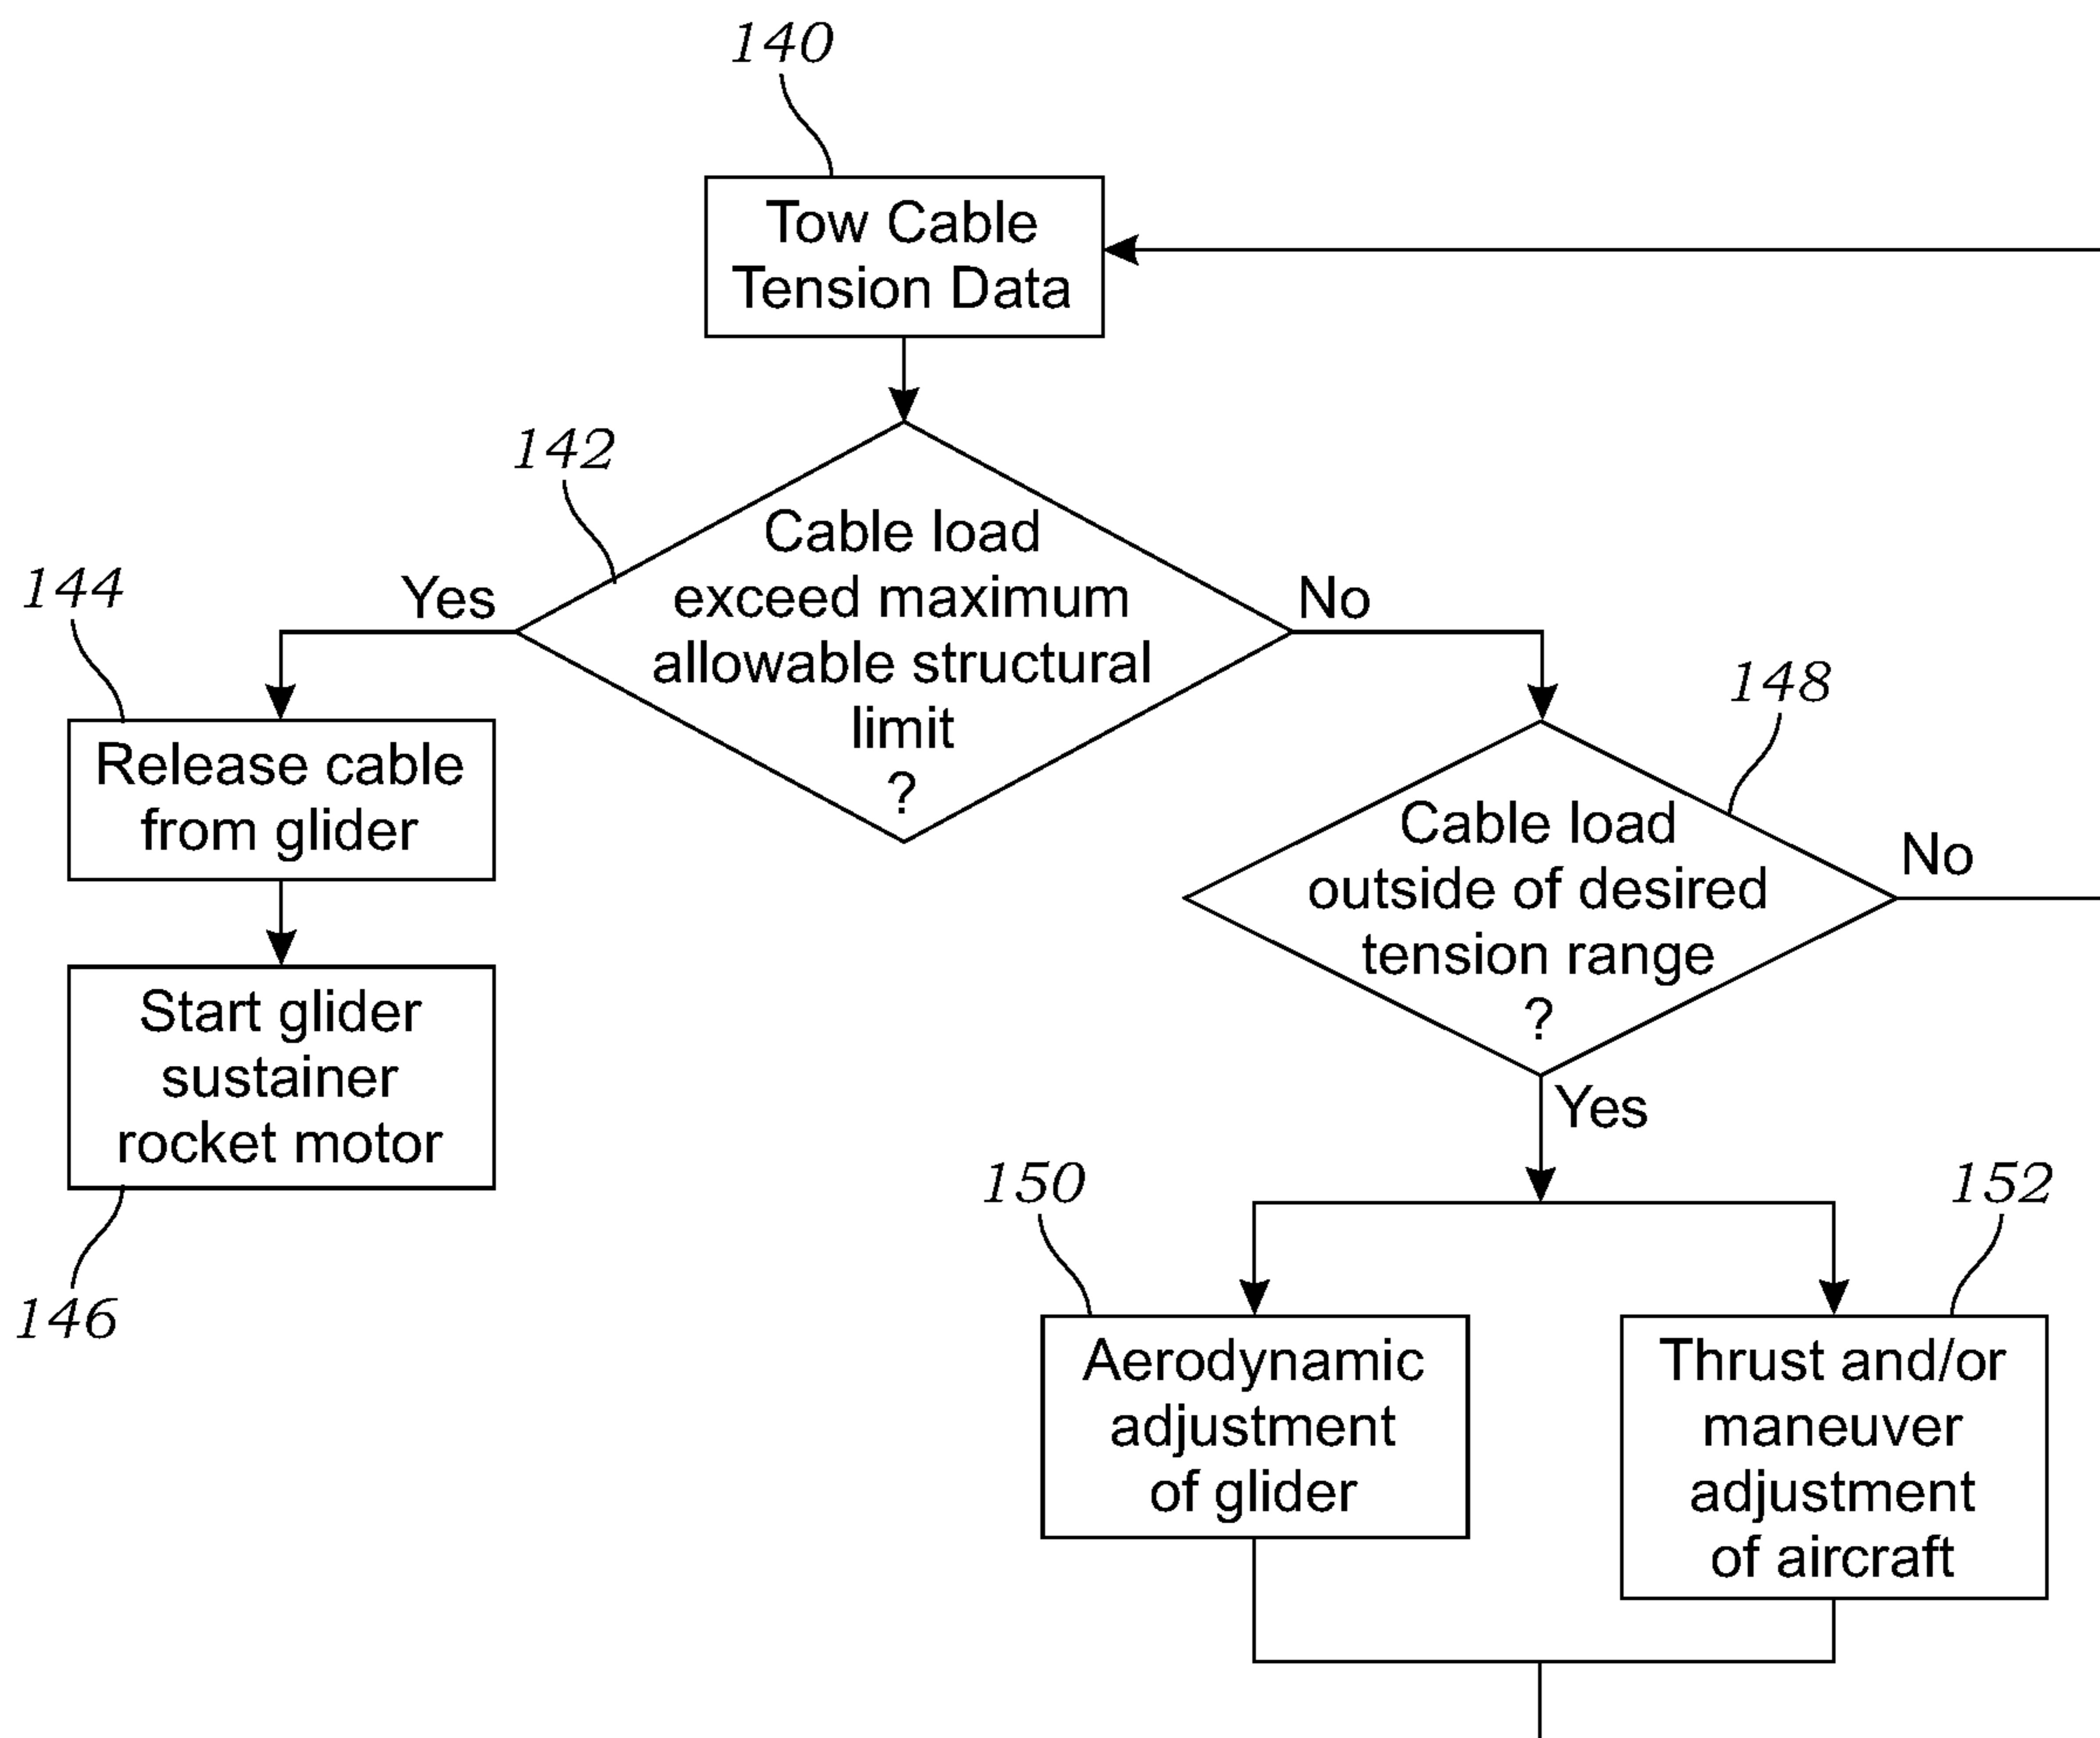 140
Tow Cable
Tension Data
142
Cable load
exceed maximum
allowable structural
limit
?
Yes
No
144
Release cable
from glider
148
Cable load
outside of desired
tension range
?
No
Yes
Start glider
sustainer
rocket motor
146
150
152
Aerodynamic
adjustment
of glider
Thrust and/or
maneuver
adjustment
of aircraft